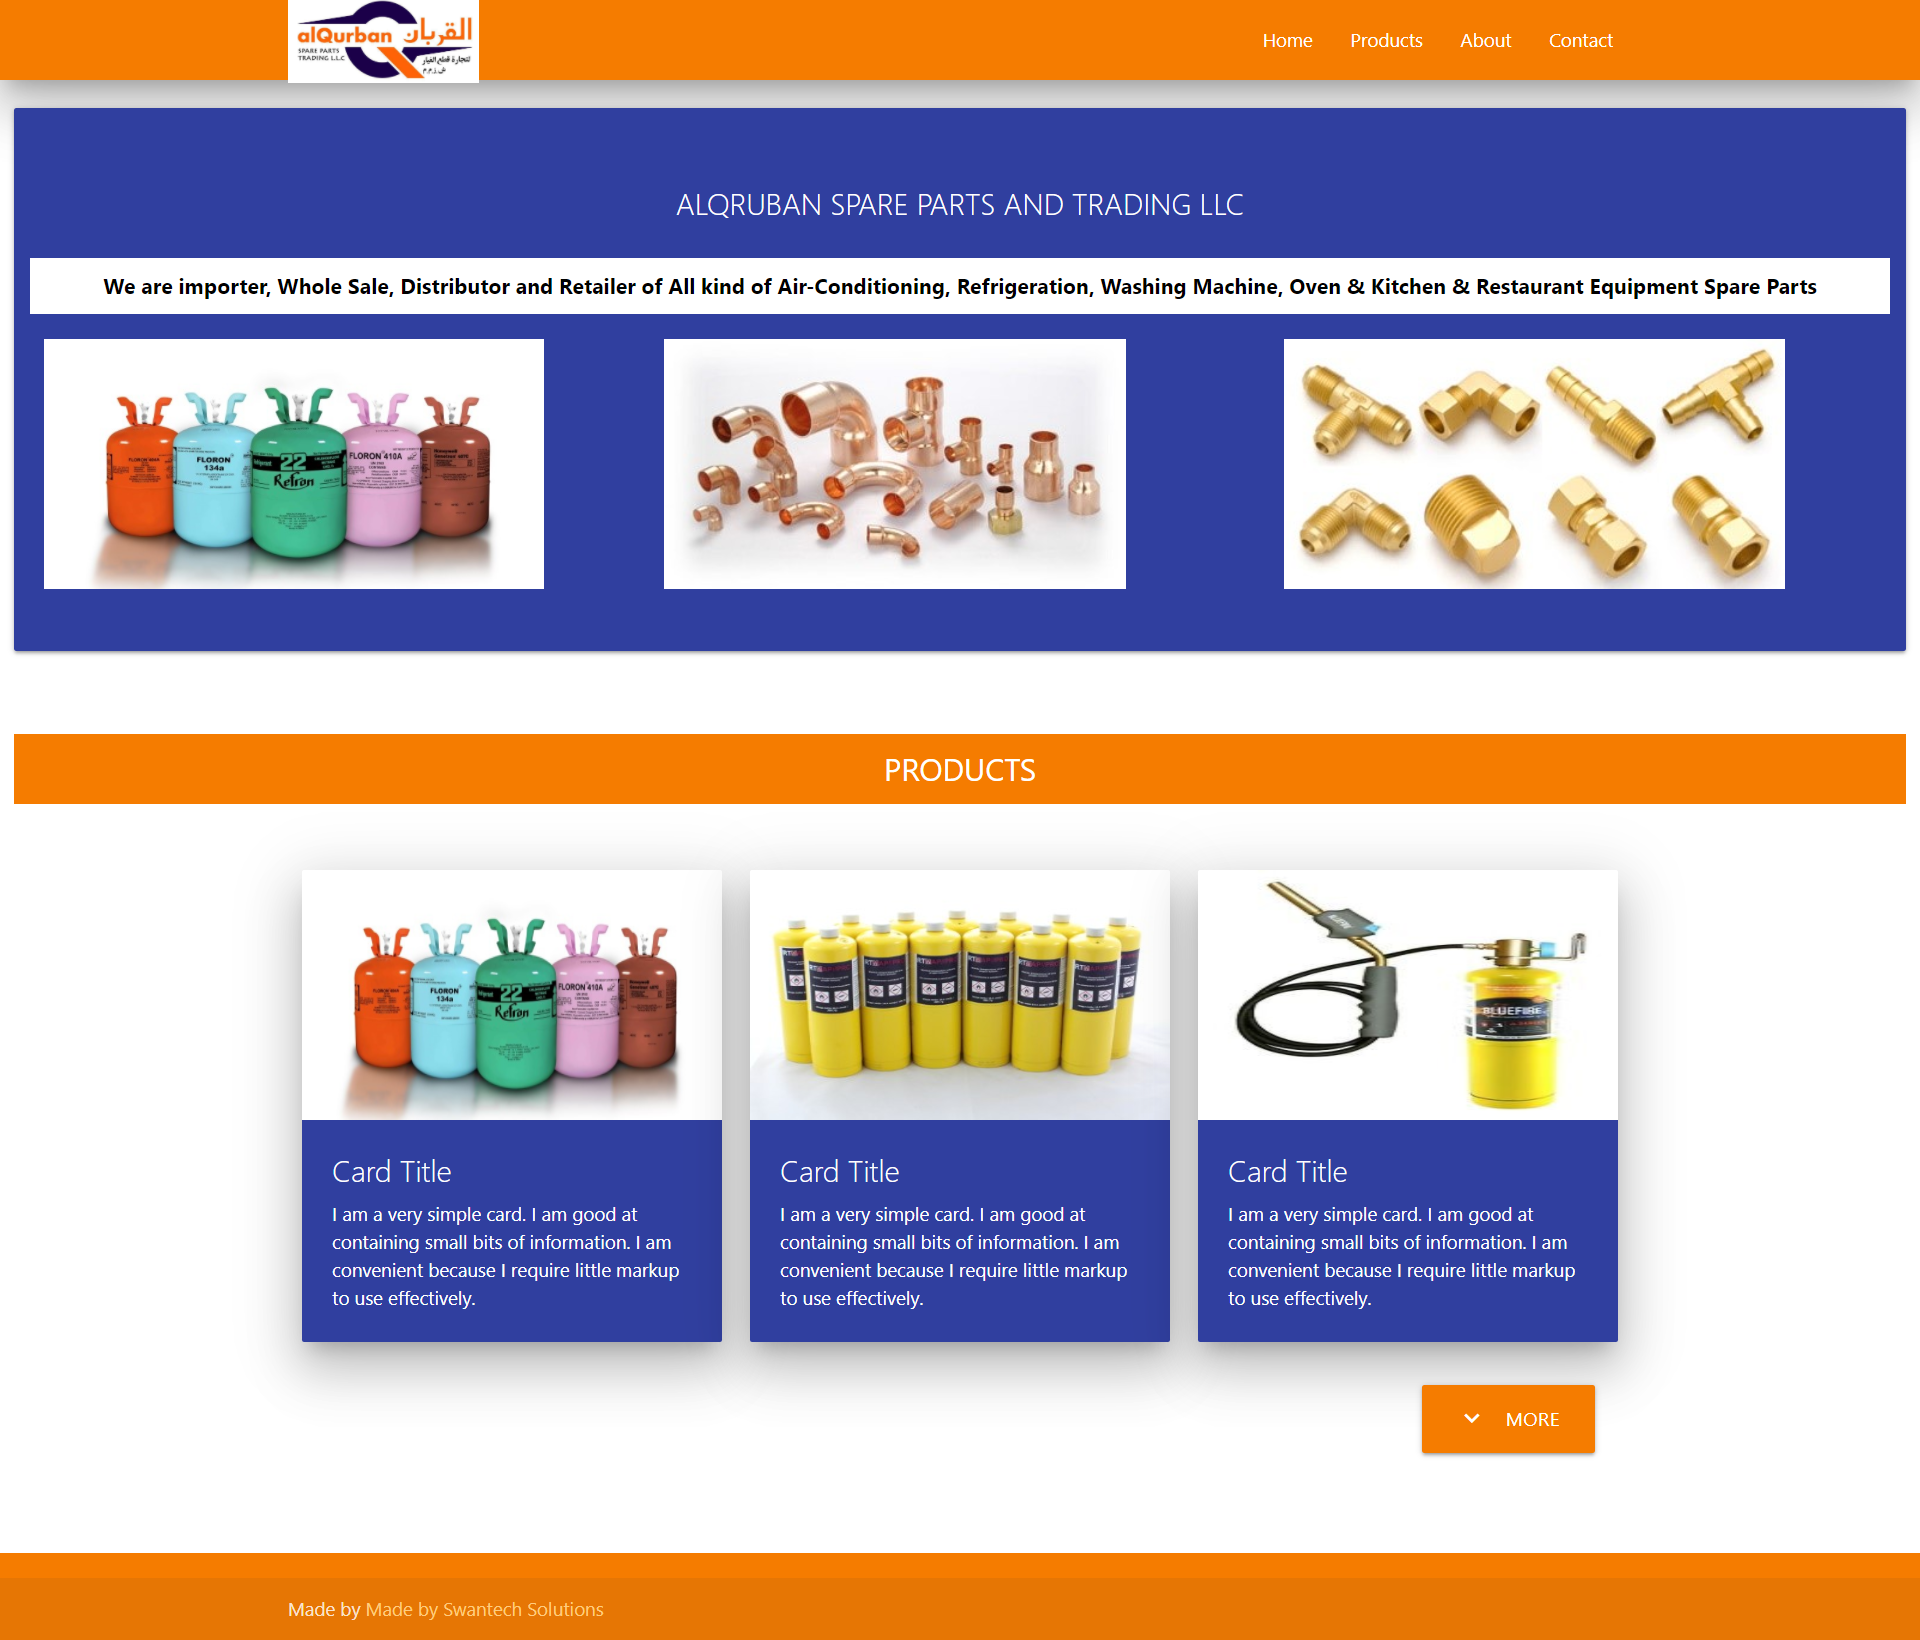 alQurban القربان
SPARE PARTS
TRADING L.L.C
لتجارة قطع الغيار
ش.ذ.م.م
Home Products About Contact
ALQRUBAN SPARE PARTS AND TRADING LLC
We are importer, Whole Sale, Distributor and Retailer of All kind of Air-Conditioning, Refrigeration, Washing Machine, Oven & Kitchen & Restaurant Equipment Spare Parts
FLORON
134a
22
Refron
FLORON 410A
PRODUCTS
FLORON
134a
22
Refron
FLORON 410A
BLUEFIRE
Card Title
I am a very simple card. I am good at
containing small bits of information. I am
convenient because I require little markup
to use effectively.
Card Title
I am a very simple card. I am good at
containing small bits of information. I am
convenient because I require little markup
to use effectively.
Card Title
I am a very simple card. I am good at
containing small bits of information. I am
convenient because I require little markup
to use effectively.
MORE
Made by Made by Swantech Solutions